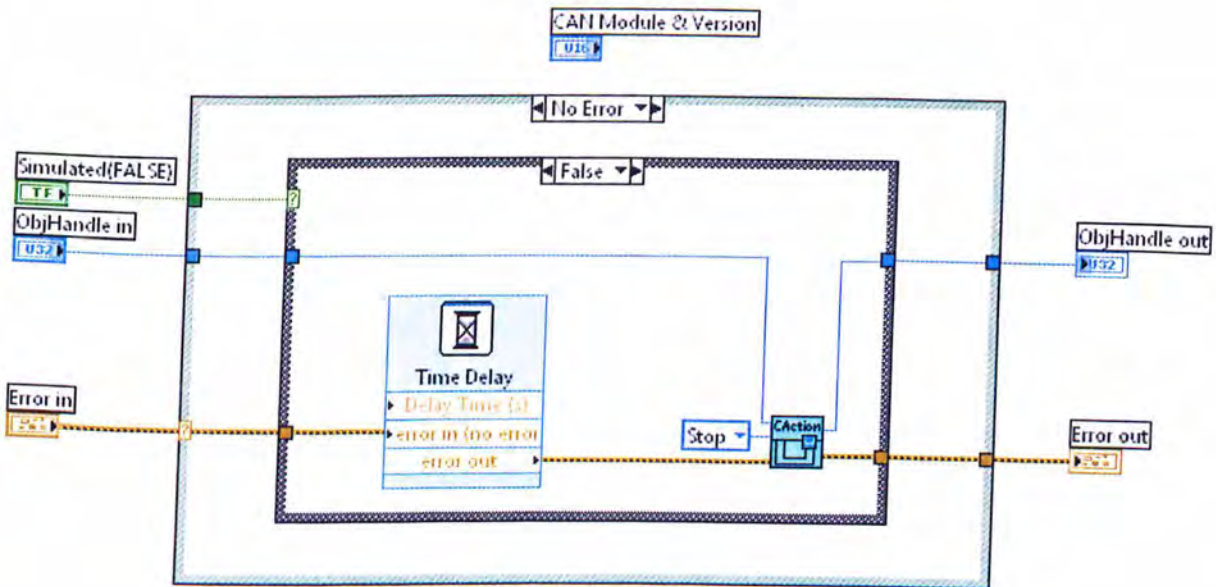 CAN Module & Version
U16
No Error
Simulated(FALSE)
TF
False
ObjHandle in
U32
ObjHandle out
U32
Time Delay
Delay Time (s)
error in (no error
error out
Error in
Stop
CAction
Error out